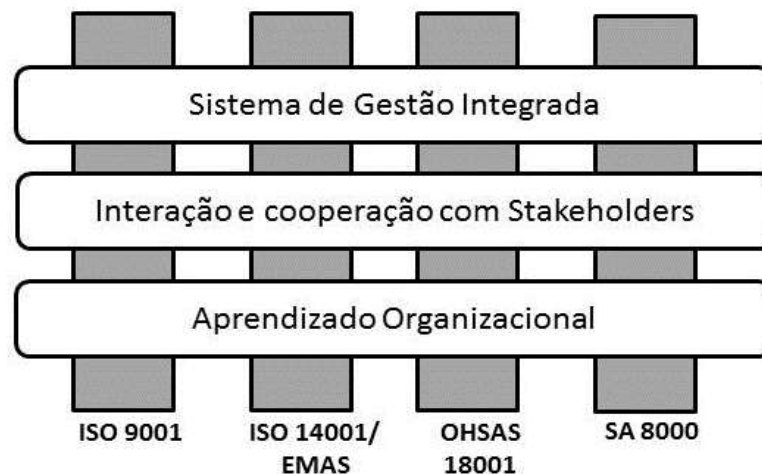 Sistema de Gestão Integrada
Interação e cooperação com Stakeholders
Aprendizado Organizacional
ISO 9001
ISO 14001/
EMAS
OHSAS
18001
SA 8000